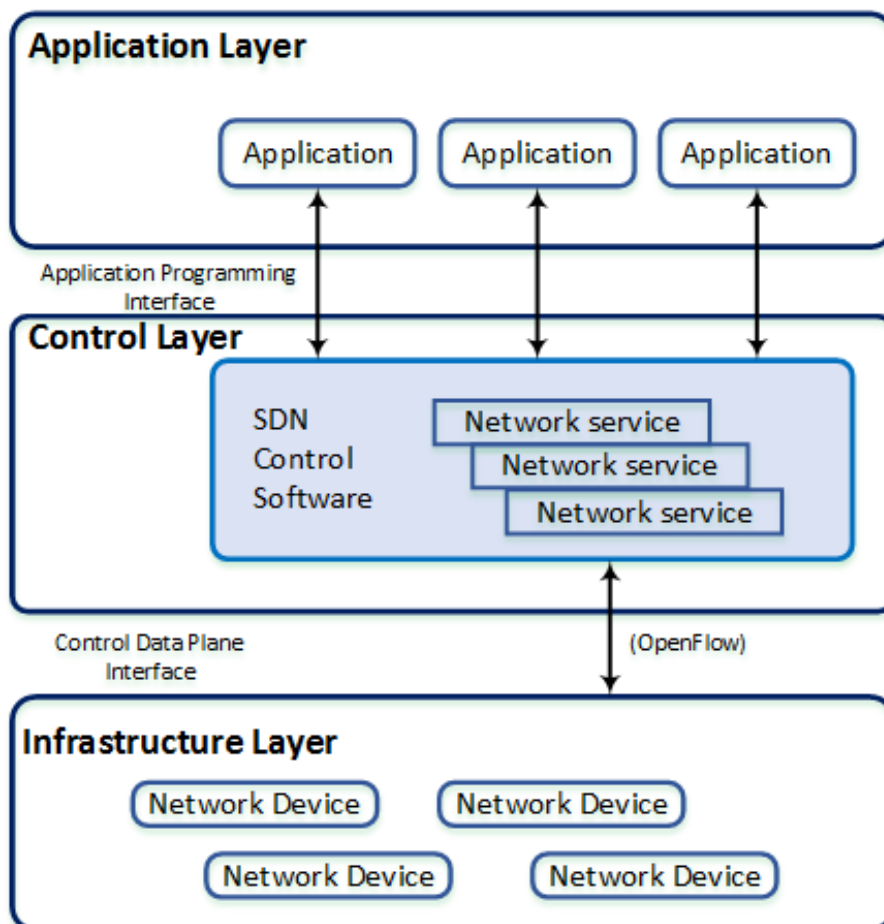 Application Layer
Application
Application
Application
Application Programming
Interface
Control Layer
SDN
Control
Software
Network service
Network service
Network service
Control Data Plane
Interface
(OpenFlow)
Infrastructure Layer
Network Device
Network Device
Network Device
Network Device